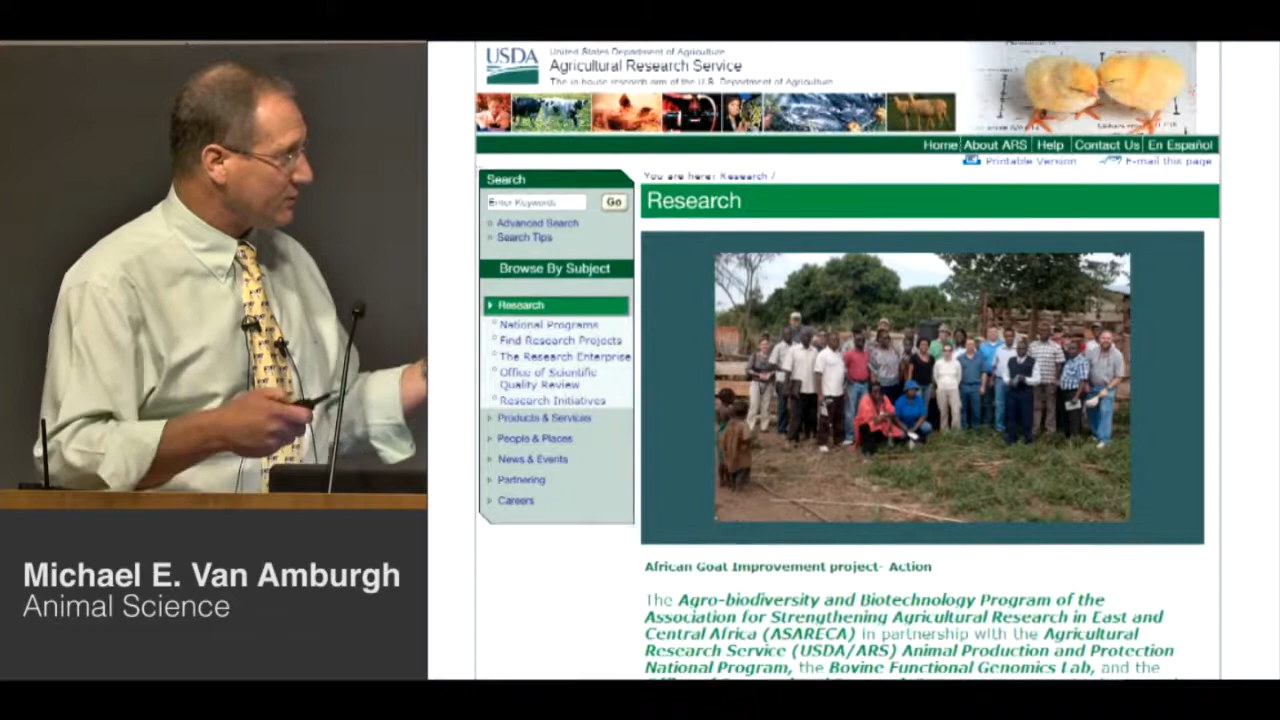 Michael E. Van Amburgh
Animal Science
USDA
United States Department of Agriculture
Agricultural Research Service
The in-house research arm of the U.S. Department of Agriculture
Home About ARS Help Contact Us En Español
Printable Version E-mail this page
Search
Enter Keywords Go
Advanced Search
Search Tips
Browse By Subject
Research
National Programs
Find Research Projects
The Research Enterprise
Office of Scientific
Quality Review
Research Initiatives
Products & Services
People & Places
News & Events
Partnering
Careers
You are here: Research /
Research
African Goat Improvement project- Action
The Agro-biodiversity and Biotechnology Program of the
Association for Strengthening Agricultural Research in East and
Central Africa (ASARECA) in partnership with the Agricultural
Research Service (USDA/ARS) Animal Production and Protection
National Program, the Bovine Functional Genomics Lab, and the